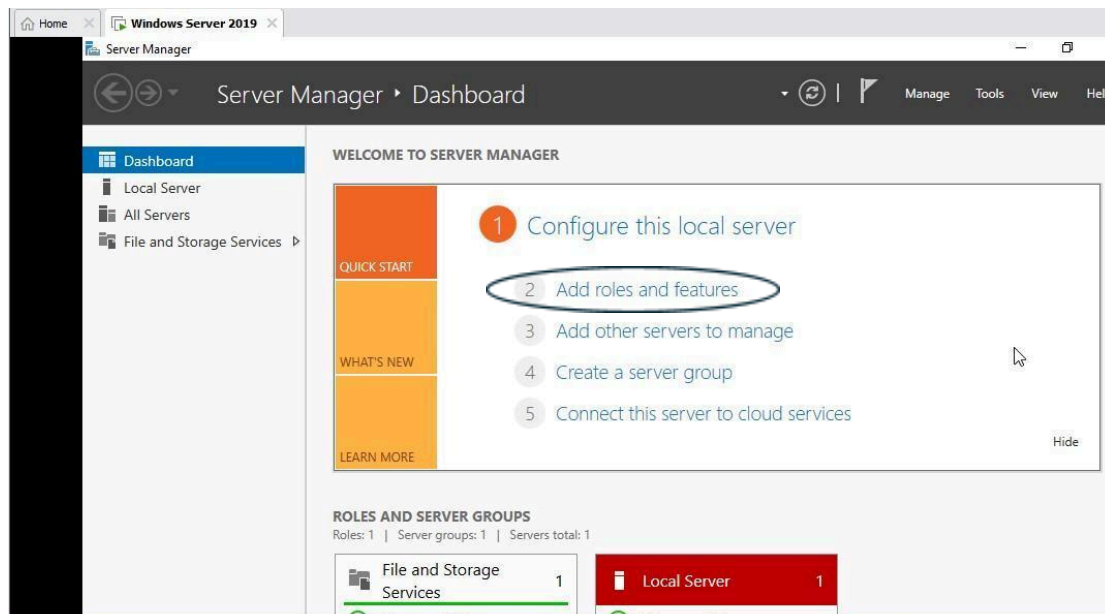 Home
Windows Server 2019
Server Manager
Server Manager
Dashboard
Manage
Tools
View
Dashboard
Local Server
All Servers
File and Storage Services
WELCOME TO SERVER MANAGER
QUICK START
WHAT'S NEW
LEARN MORE
1 Configure this local server
2 Add roles and features
3 Add other servers to manage
4 Create a server group
5 Connect this server to cloud services
Hide
ROLES AND SERVER GROUPS
Roles: 1 | Server groups: 1 | Servers total: 1
File and Storage
Services
1
Local Server
1